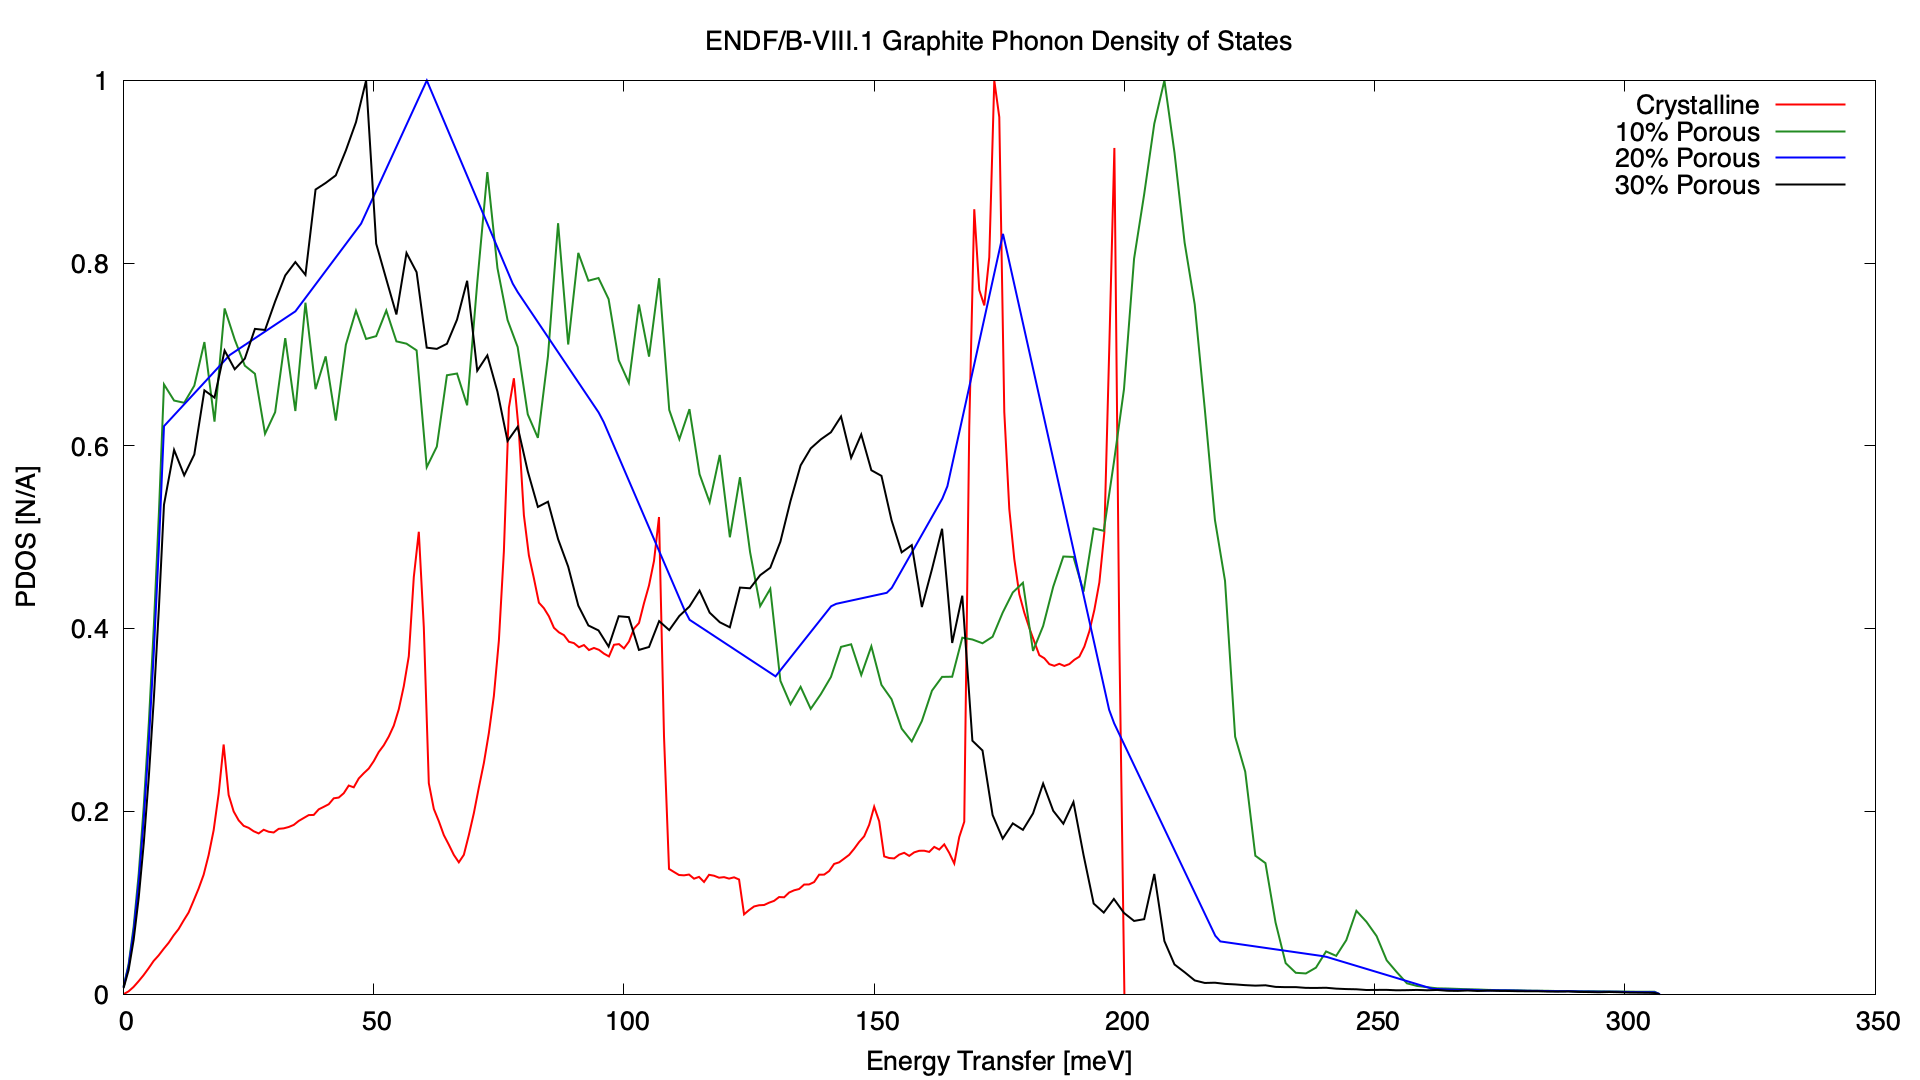 ENDF/B-VIII.1 Graphite Phonon Density of States
Crystalline
10% Porous
20% Porous
30% Porous
PDOS [N/A]
1
0.8
0.6
0.4
0.2
0
0 50 100 150 200 250 300 350
Energy Transfer [meV]